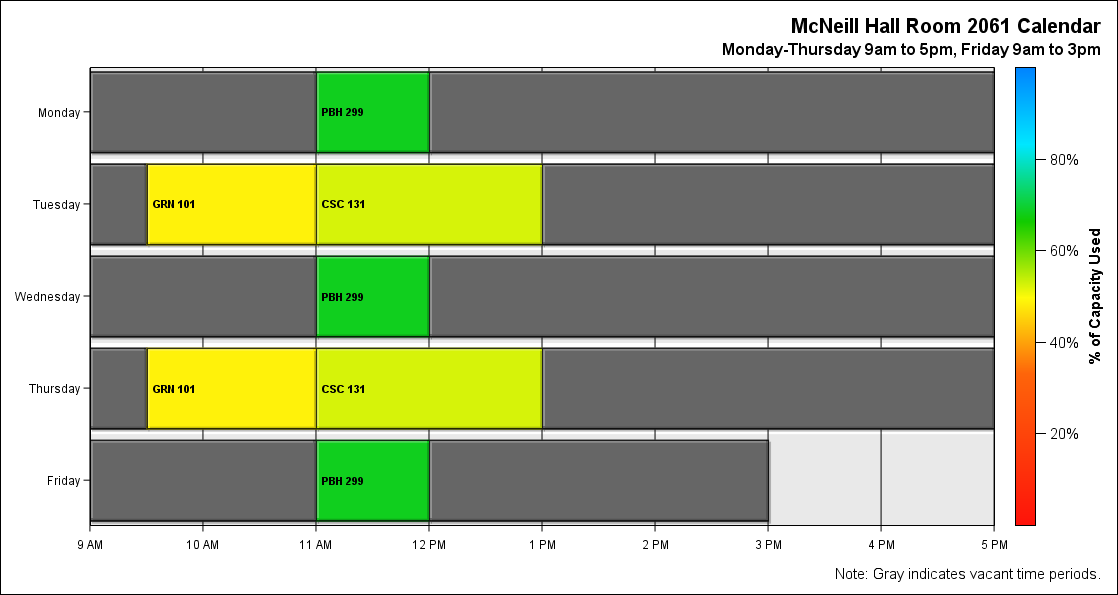 McNeill Hall Room 2061 Calendar
Monday-Thursday 9am to 5pm, Friday 9am to 3pm
Monday
PBH 299
Tuesday
GRN 101
CSC 131
Wednesday
PBH 299
Thursday
GRN 101
CSC 131
Friday
PBH 299
9 AM
10 AM
11 AM
12 PM
1 PM
2 PM
3 PM
4 PM
5 PM
80%
60%
40%
20%
% of Capacity Used
Note: Gray indicates vacant time periods.